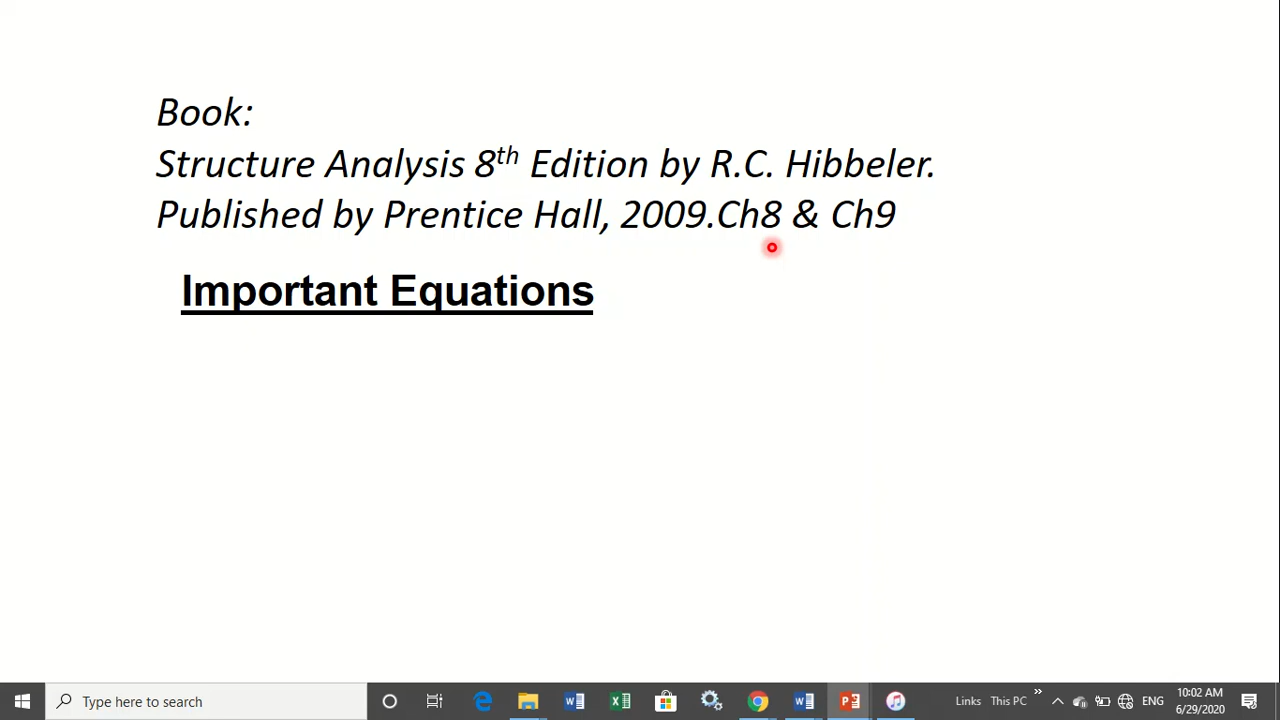 Book:
Structure Analysis 8th Edition by R.C. Hibbeler.
Published by Prentice Hall, 2009.Ch8 & Ch9
Important Equations
Type here to search
Links This PC » ENG
10:02 AM
6/29/2020